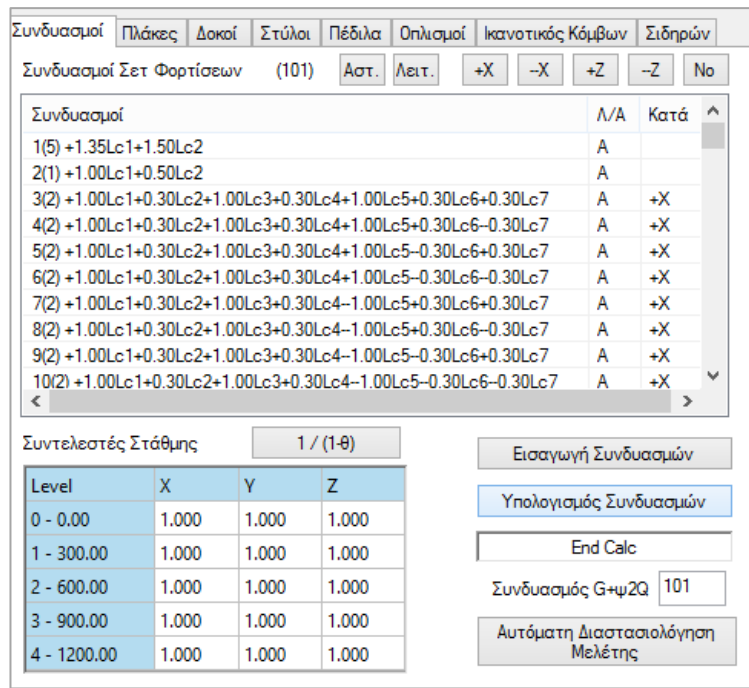 Συνδυασμοί Πλάκες Δοκοί Στύλοι Πέδιλα Οπλισμοί Ικανοτικός Κόμβων Σιδηρών
Συνδυασμοί Σετ Φορτίσεων (101) Αστ. Λειτ. +X --X +Z --Z No
Συνδυασμοί Λ/Α Κατά
1(5) +1.35Lc1+1.50Lc2 Α
2(1) +1.00Lc1+0.50Lc2 Α
3(2) +1.00Lc1+0.30Lc2+1.00Lc3+0.30Lc4+1.00Lc5+0.30Lc6+0.30Lc7 Α +X
4(2) +1.00Lc1+0.30Lc2+1.00Lc3+0.30Lc4+1.00Lc5+0.30Lc6--0.30Lc7 Α +X
5(2) +1.00Lc1+0.30Lc2+1.00Lc3+0.30Lc4+1.00Lc5--0.30Lc6+0.30Lc7 Α +X
6(2) +1.00Lc1+0.30Lc2+1.00Lc3+0.30Lc4+1.00Lc5--0.30Lc6--0.30Lc7 Α +X
7(2) +1.00Lc1+0.30Lc2+1.00Lc3+0.30Lc4--1.00Lc5+0.30Lc6+0.30Lc7 Α +X
8(2) +1.00Lc1+0.30Lc2+1.00Lc3+0.30Lc4--1.00Lc5+0.30Lc6--0.30Lc7 Α +X
9(2) +1.00Lc1+0.30Lc2+1.00Lc3+0.30Lc4--1.00Lc5--0.30Lc6+0.30Lc7 Α +X
10(2) +1.00Lc1+0.30Lc2+1.00Lc3+0.30Lc4--1.00Lc5--0.30Lc6--0.30Lc7 Α +X
Συντελεστές Στάθμης 1 / (1-θ)
Level X Y Z
0 - 0.00 1.000 1.000 1.000
1 - 300.00 1.000 1.000 1.000
2 - 600.00 1.000 1.000 1.000
3 - 900.00 1.000 1.000 1.000
4 - 1200.00 1.000 1.000 1.000
Εισαγωγή Συνδυασμών
Υπολογισμός Συνδυασμών
End Calc
Συνδυασμός G+ψ2Q 101
Αυτόματη Διαστασιολόγηση
Μελέτης